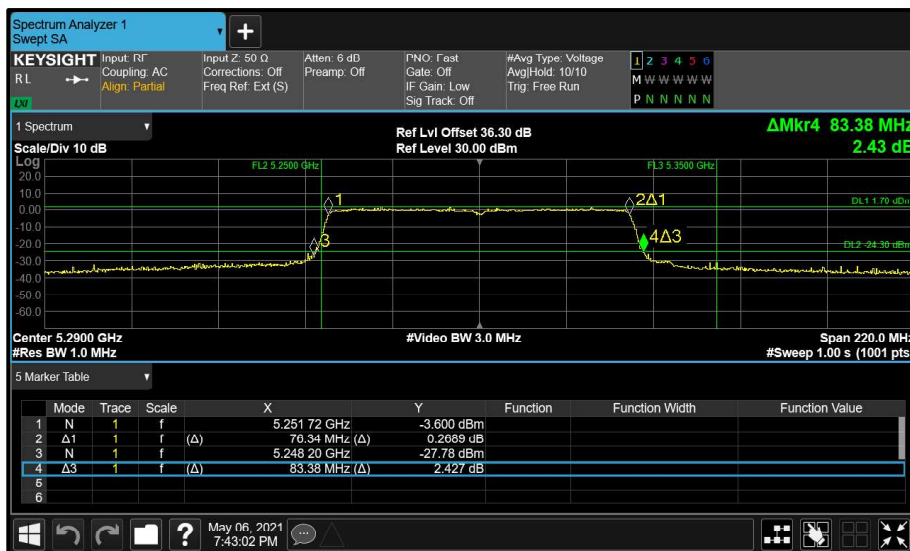 Spectrum Analyzer 1
Swept SA
+
KEYSIGHT
RL
LXI
Input: RF
Coupling: AC
Align: Partial
Input Z: 50 Ω
Corrections: Off
Freq Ref: Ext (S)
Atten: 6 dB
Preamp: Off
PNO: Fast
Gate: Off
IF Gain: Low
Sig Track: Off
#Avg Type: Voltage
Avg|Hold: 10/10
Trig: Free Run
1 2 3 4 5 6
M W W W W W
P N N N N N
1 Spectrum
Scale/Div 10 dB
Ref Lvl Offset 36.30 dB
Ref Level 30.00 dBm
ΔMkr4 83.38 MHz
2.43 dB
Log
FL2 5.2500 GHz
FL3 5.3500 GHz
20.0
10.0
0.00
-10.0
-20.0
-30.0
-40.0
-50.0
-60.0
1
2Δ1
3
4Δ3
DL1 1.70 dBm
DL2 -24.30 dBm
Center 5.2900 GHz
#Video BW 3.0 MHz
Span 220.0 MHz
#Res BW 1.0 MHz
#Sweep 1.00 s (1001 pts
5 Marker Table
Mode Trace Scale X Y Function Function Width Function Value
1 N 1 f 5.251 72 GHz -3.600 dBm
2 Δ1 1 f (Δ) 76.34 MHz (Δ) 0.2689 dB
3 N 1 f 5.248 20 GHz -27.78 dBm
4 Δ3 1 f (Δ) 83.38 MHz (Δ) 2.427 dB
5
6
?
May 06, 2021
7:43:02 PM